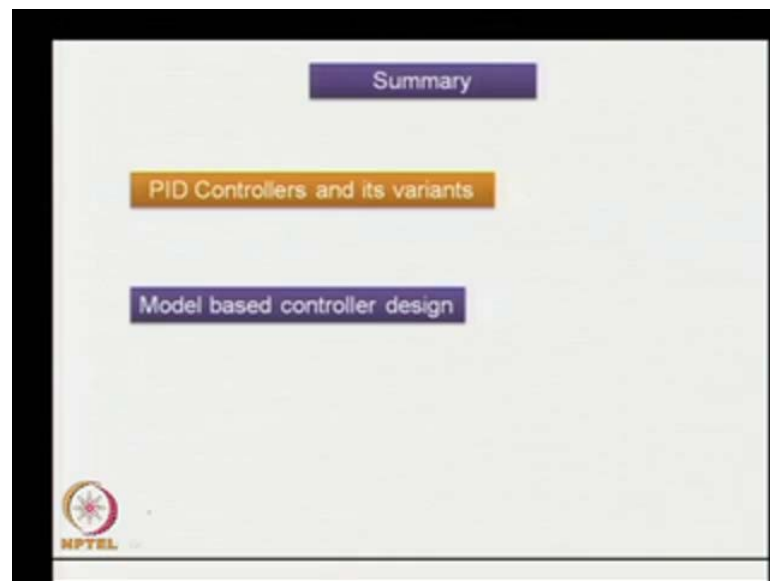 Summary
PID Controllers and its variants
Model based controller design
NPTEL